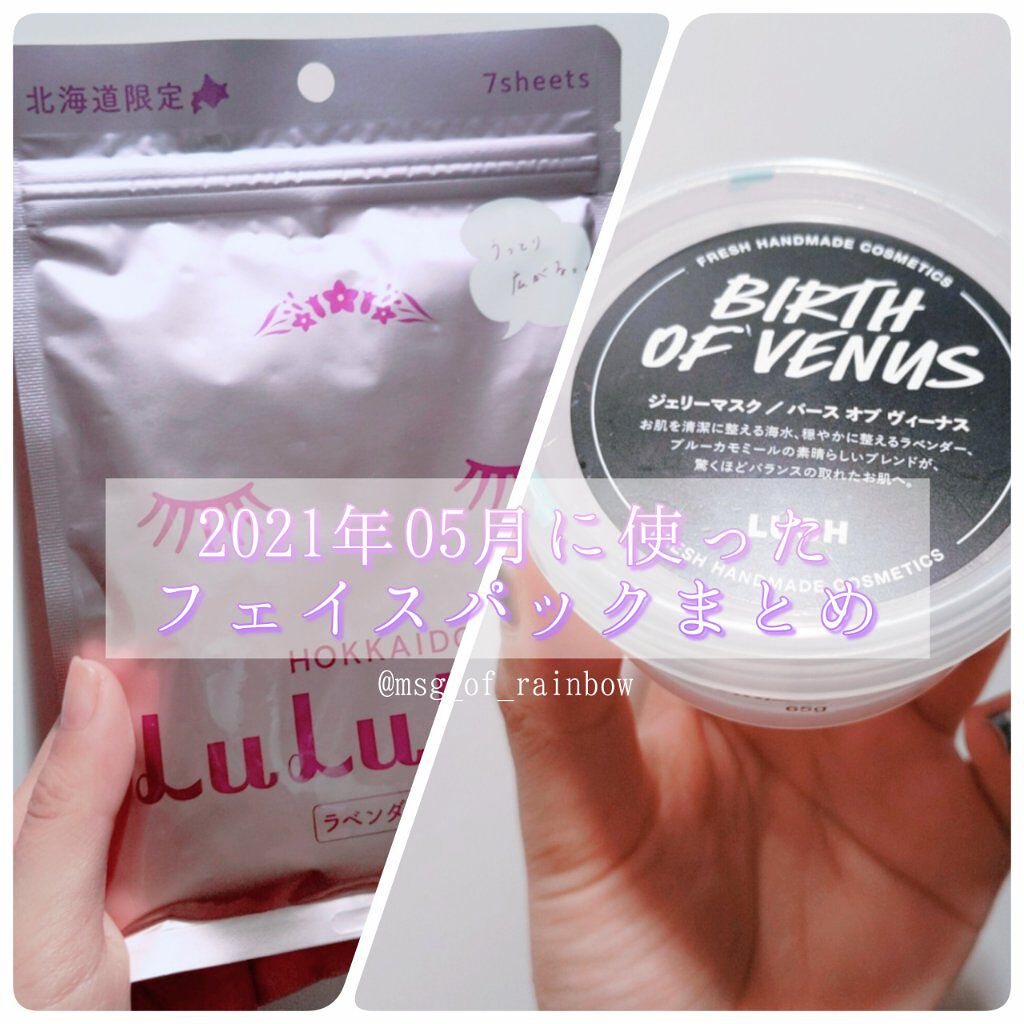 北海道限定
7sheets
うっとり
広がる。
HOKKAIDO
LuLu
ラベンダ
FRESH HANDMADE COSMETICS
BIRTH
OF VENUS
ジェリーマスク/バース オブ ヴィーナス
お肌を清潔に整える海水、穏やかに整えるラベンダー、
ブルーカモミールの素晴らしいブレンドが、
驚くほどバランスの取れたお肌へ。
LUSH
FRESH HANDMADE COSMETICS
65g
2021年05月に使った
フェイスパックまとめ
@msg_of_rainbow